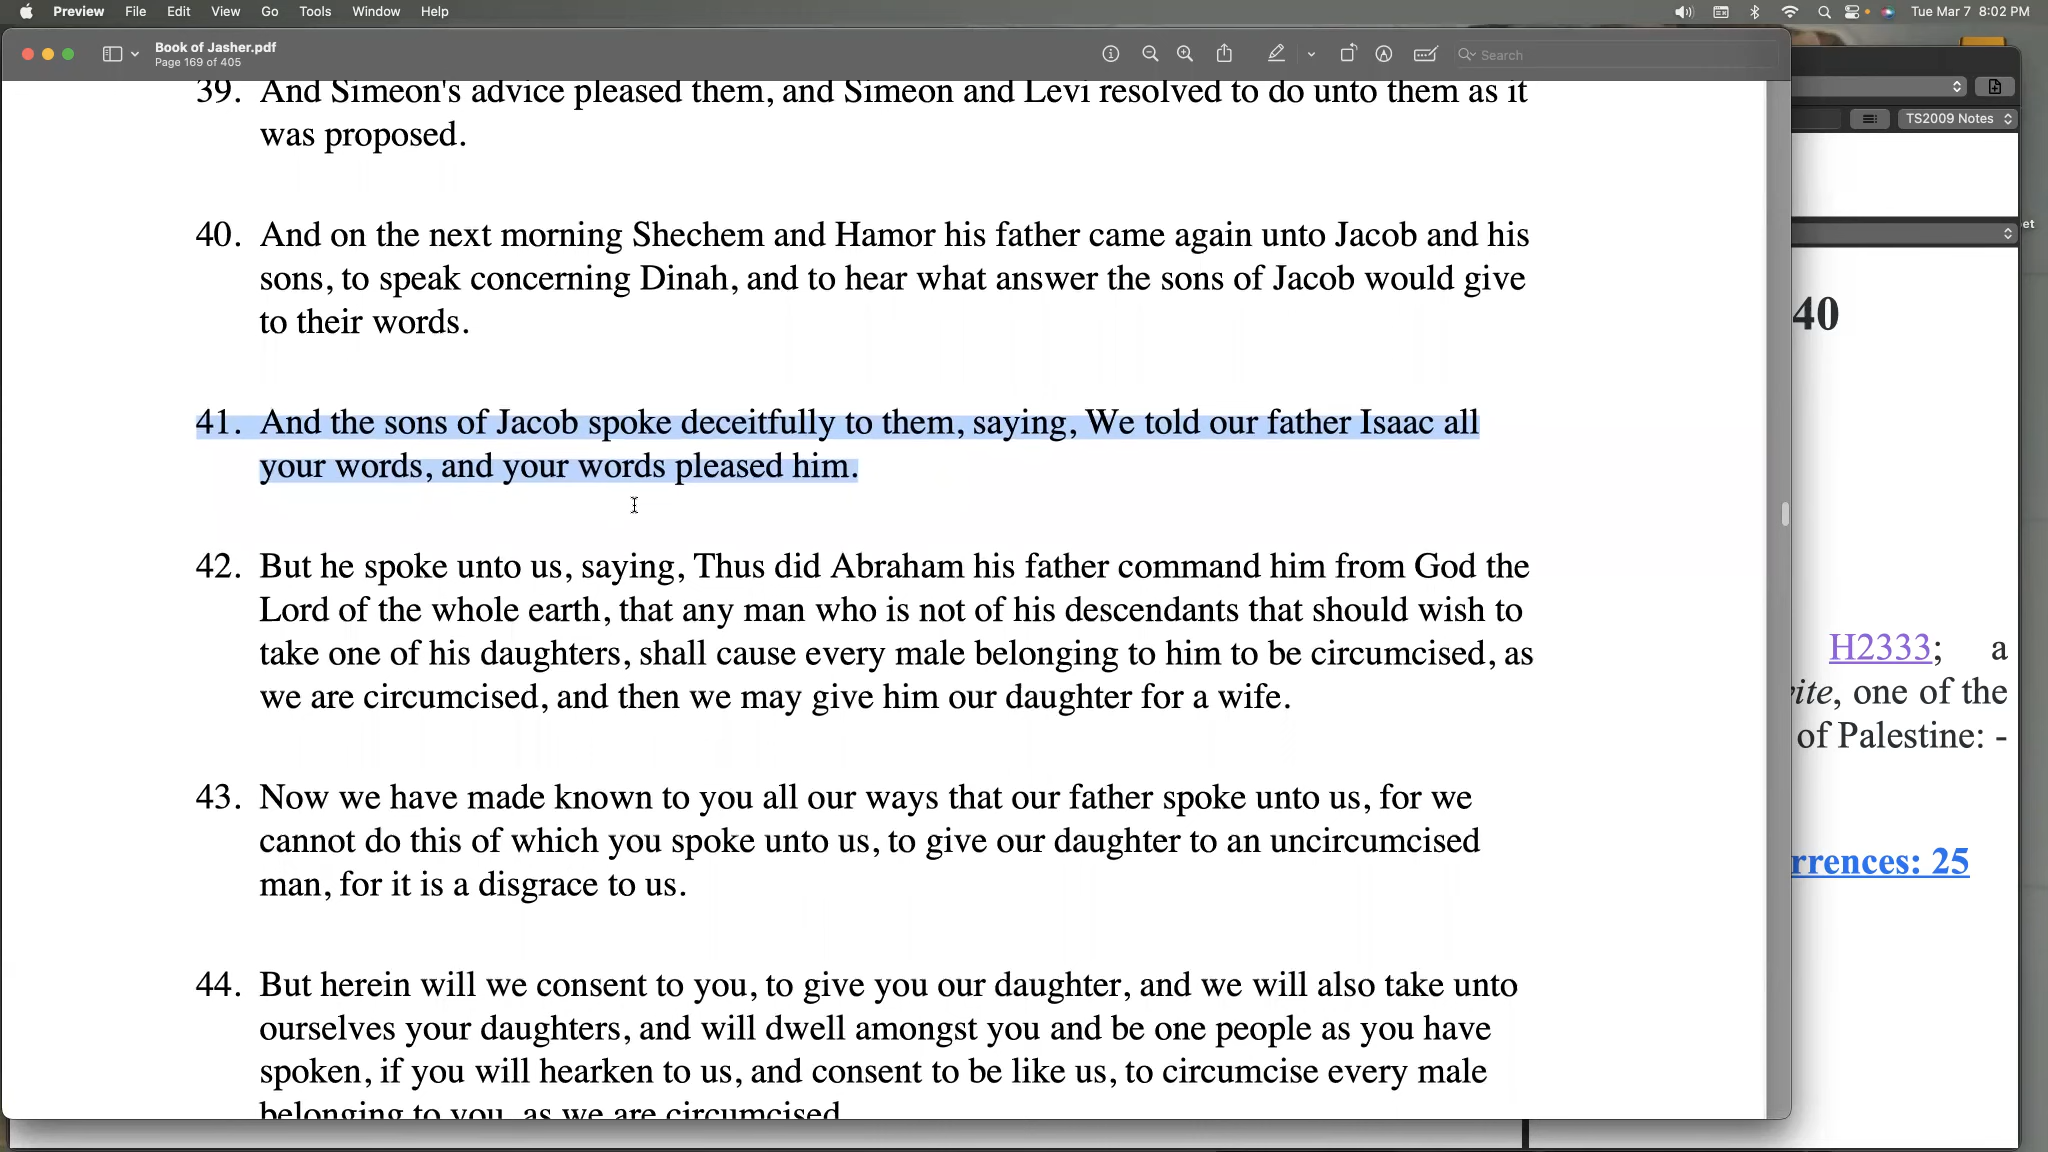 Preview File Edit View Go Tools Window Help Tue Mar 7 8:02 PM
Book of Jasher.pdf
Page 169 of 405
Search
39. And Simeon's advice pleased them, and Simeon and Levi resolved to do unto them as it
was proposed.
40. And on the next morning Shechem and Hamor his father came again unto Jacob and his
sons, to speak concerning Dinah, and to hear what answer the sons of Jacob would give
to their words.
41. And the sons of Jacob spoke deceitfully to them, saying, We told our father Isaac all
your words, and your words pleased him.
42. But he spoke unto us, saying, Thus did Abraham his father command him from God the
Lord of the whole earth, that any man who is not of his descendants that should wish to
take one of his daughters, shall cause every male belonging to him to be circumcised, as
we are circumcised, and then we may give him our daughter for a wife.
43. Now we have made known to you all our ways that our father spoke unto us, for we
cannot do this of which you spoke unto us, to give our daughter to an uncircumcised
man, for it is a disgrace to us.
44. But herein will we consent to you, to give you our daughter, and we will also take unto
ourselves your daughters, and will dwell amongst you and be one people as you have
spoken, if you will hearken to us, and consent to be like us, to circumcise every male
belonging to you, as we are circumcised
TS2009 Notes
et
40
H2333; a
ite, one of the
of Palestine: -
rrences: 25